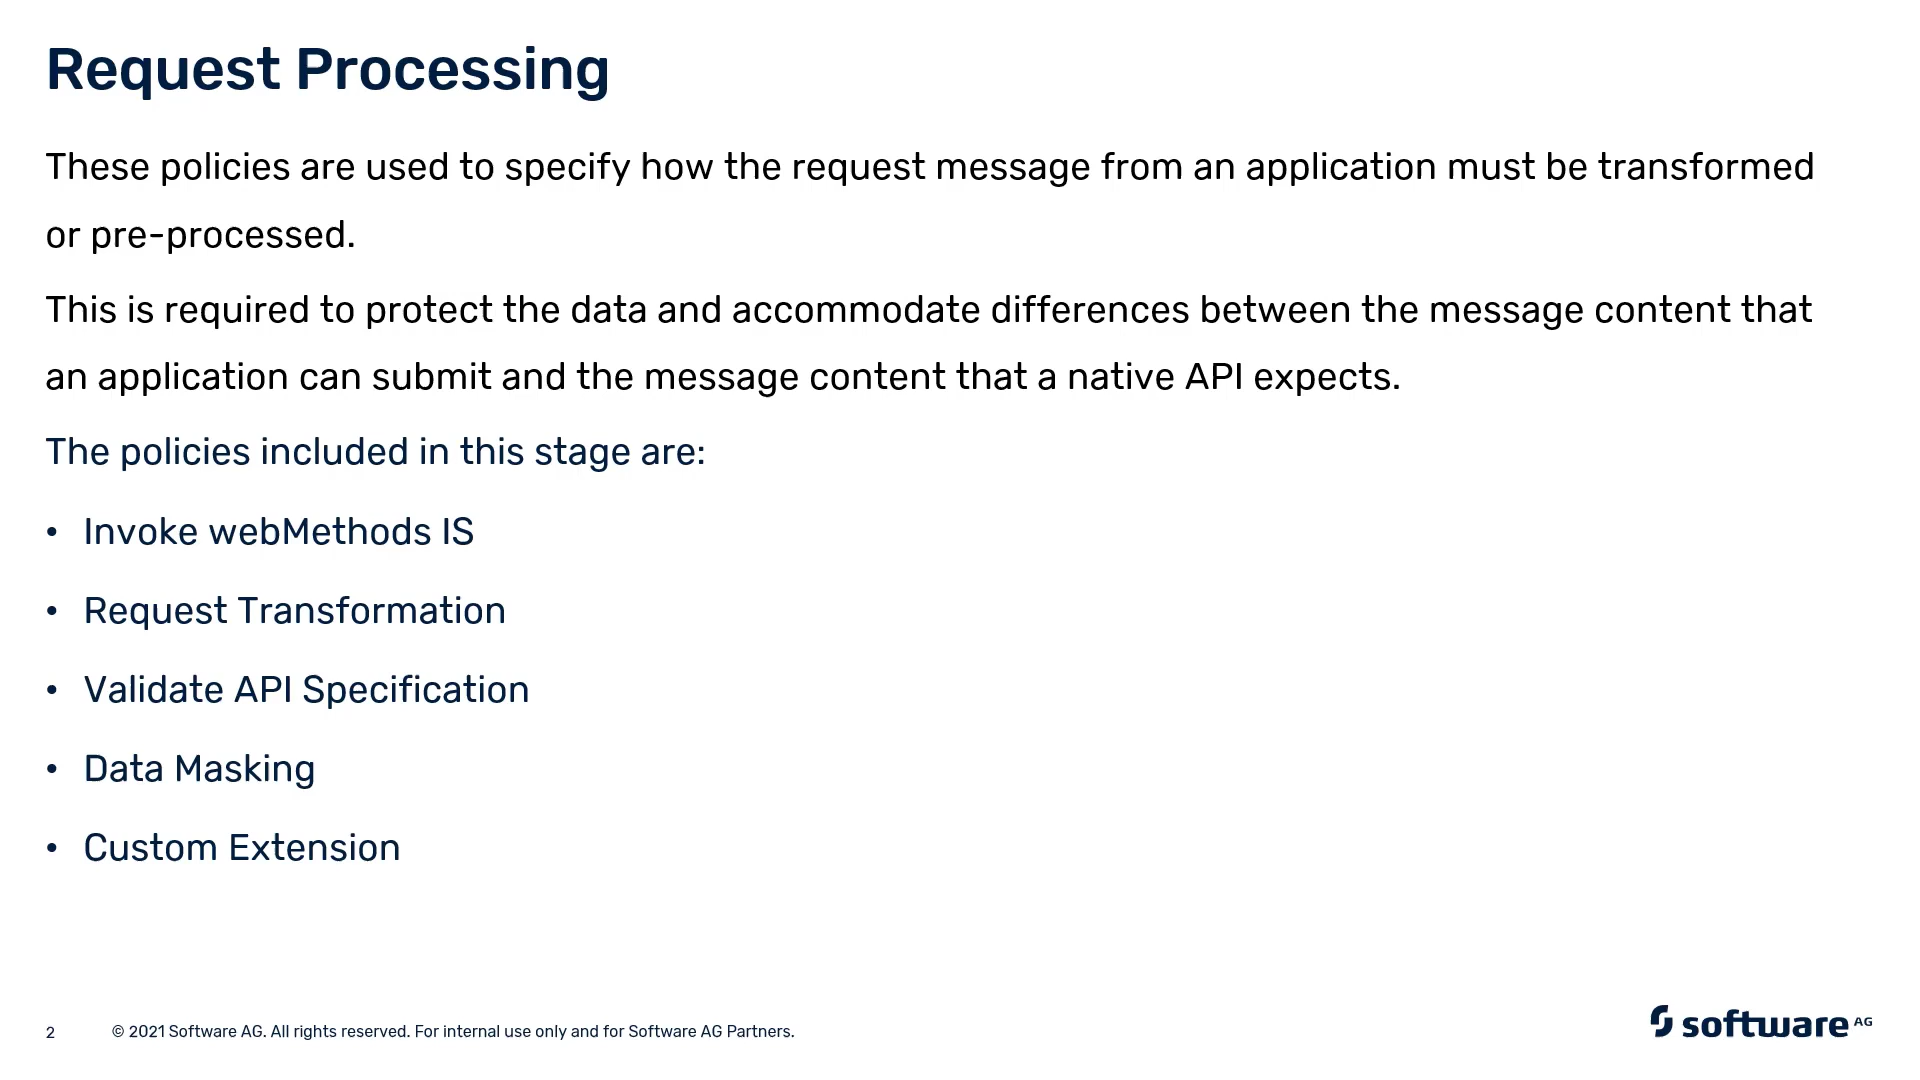 Request Processing
These policies are used to specify how the request message from an application must be transformed
or pre-processed.
This is required to protect the data and accommodate differences between the message content that
an application can submit and the message content that a native API expects.
The policies included in this stage are:
• Invoke webMethods IS
• Request Transformation
• Validate API Specification
• Data Masking
• Custom Extension
2 © 2021 Software AG. All rights reserved. For internal use only and for Software AG Partners.
software AG